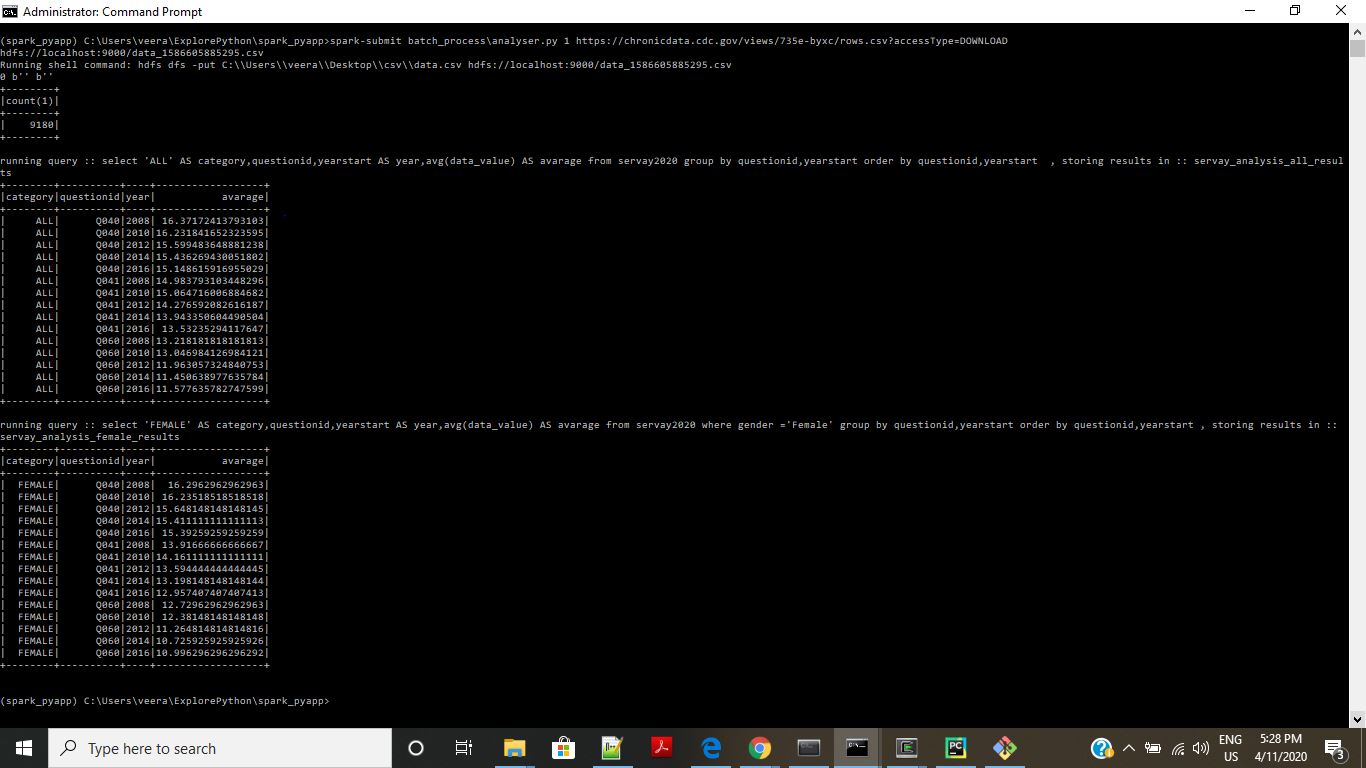 Administrator: Command Prompt
(spark_pyapp) C:\Users\veera\ExplorePython\spark_pyapp>spark-submit batch_process\analyser.py 1 https://chronicdata.cdc.gov/views/735e-byxc/rows.csv?accessType=DOWNLOAD
hdfs://localhost:9000/data_1586605885295.csv
Running shell command: hdfs dfs -put C:\\Users\\veera\\Desktop\\csv\\data.csv hdfs://localhost:9000/data_1586605885295.csv
0 b'' b''
+--------+
|count(1)|
+--------+
|    9180|
+--------+
running query :: select 'ALL' AS category,questionid,yearstart AS year,avg(data_value) AS avarage from servay2020 group by questionid,yearstart order by questionid,yearstart  , storing results in :: servay_analysis_all_resul
ts
+--------+----------+----+------------------+
|category|questionid|year|           avarage|
+--------+----------+----+------------------+
|     ALL|      Q040|2008| 16.37172413793103|
|     ALL|      Q040|2010|16.231841652323595|
|     ALL|      Q040|2012|15.599483648881238|
|     ALL|      Q040|2014|15.436269430051802|
|     ALL|      Q040|2016|15.148615916955029|
|     ALL|      Q041|2008|14.983793103448296|
|     ALL|      Q041|2010|15.064716006884682|
|     ALL|      Q041|2012|14.276592082616187|
|     ALL|      Q041|2014|13.943350604490504|
|     ALL|      Q041|2016| 13.53235294117647|
|     ALL|      Q060|2008|13.218181818181813|
|     ALL|      Q060|2010|13.046984126984121|
|     ALL|      Q060|2012|11.963057324840753|
|     ALL|      Q060|2014|11.450638977635784|
|     ALL|      Q060|2016|11.577635782747599|
+--------+----------+----+------------------+
running query :: select 'FEMALE' AS category,questionid,yearstart AS year,avg(data_value) AS avarage from servay2020 where gender ='Female' group by questionid,yearstart order by questionid,yearstart , storing results in ::
servay_analysis_female_results
+--------+----------+----+------------------+
|category|questionid|year|           avarage|
+--------+----------+----+------------------+
|  FEMALE|      Q040|2008|  16.2962962962963|
|  FEMALE|      Q040|2010| 16.23518518518518|
|  FEMALE|      Q040|2012|15.648148148148145|
|  FEMALE|      Q040|2014|15.411111111111113|
|  FEMALE|      Q040|2016| 15.39259259259259|
|  FEMALE|      Q041|2008| 13.91666666666667|
|  FEMALE|      Q041|2010|14.161111111111111|
|  FEMALE|      Q041|2012|13.594444444444445|
|  FEMALE|      Q041|2014|13.198148148148144|
|  FEMALE|      Q041|2016|12.957407407407413|
|  FEMALE|      Q060|2008| 12.72962962962963|
|  FEMALE|      Q060|2010| 12.38148148148148|
|  FEMALE|      Q060|2012|11.264814814814816|
|  FEMALE|      Q060|2014|10.725925925925926|
|  FEMALE|      Q060|2016|10.996296296296292|
+--------+----------+----+------------------+
(spark_pyapp) C:\Users\veera\ExplorePython\spark_pyapp>
Type here to search
PC
ENG
US
5:28 PM
4/11/2020
3